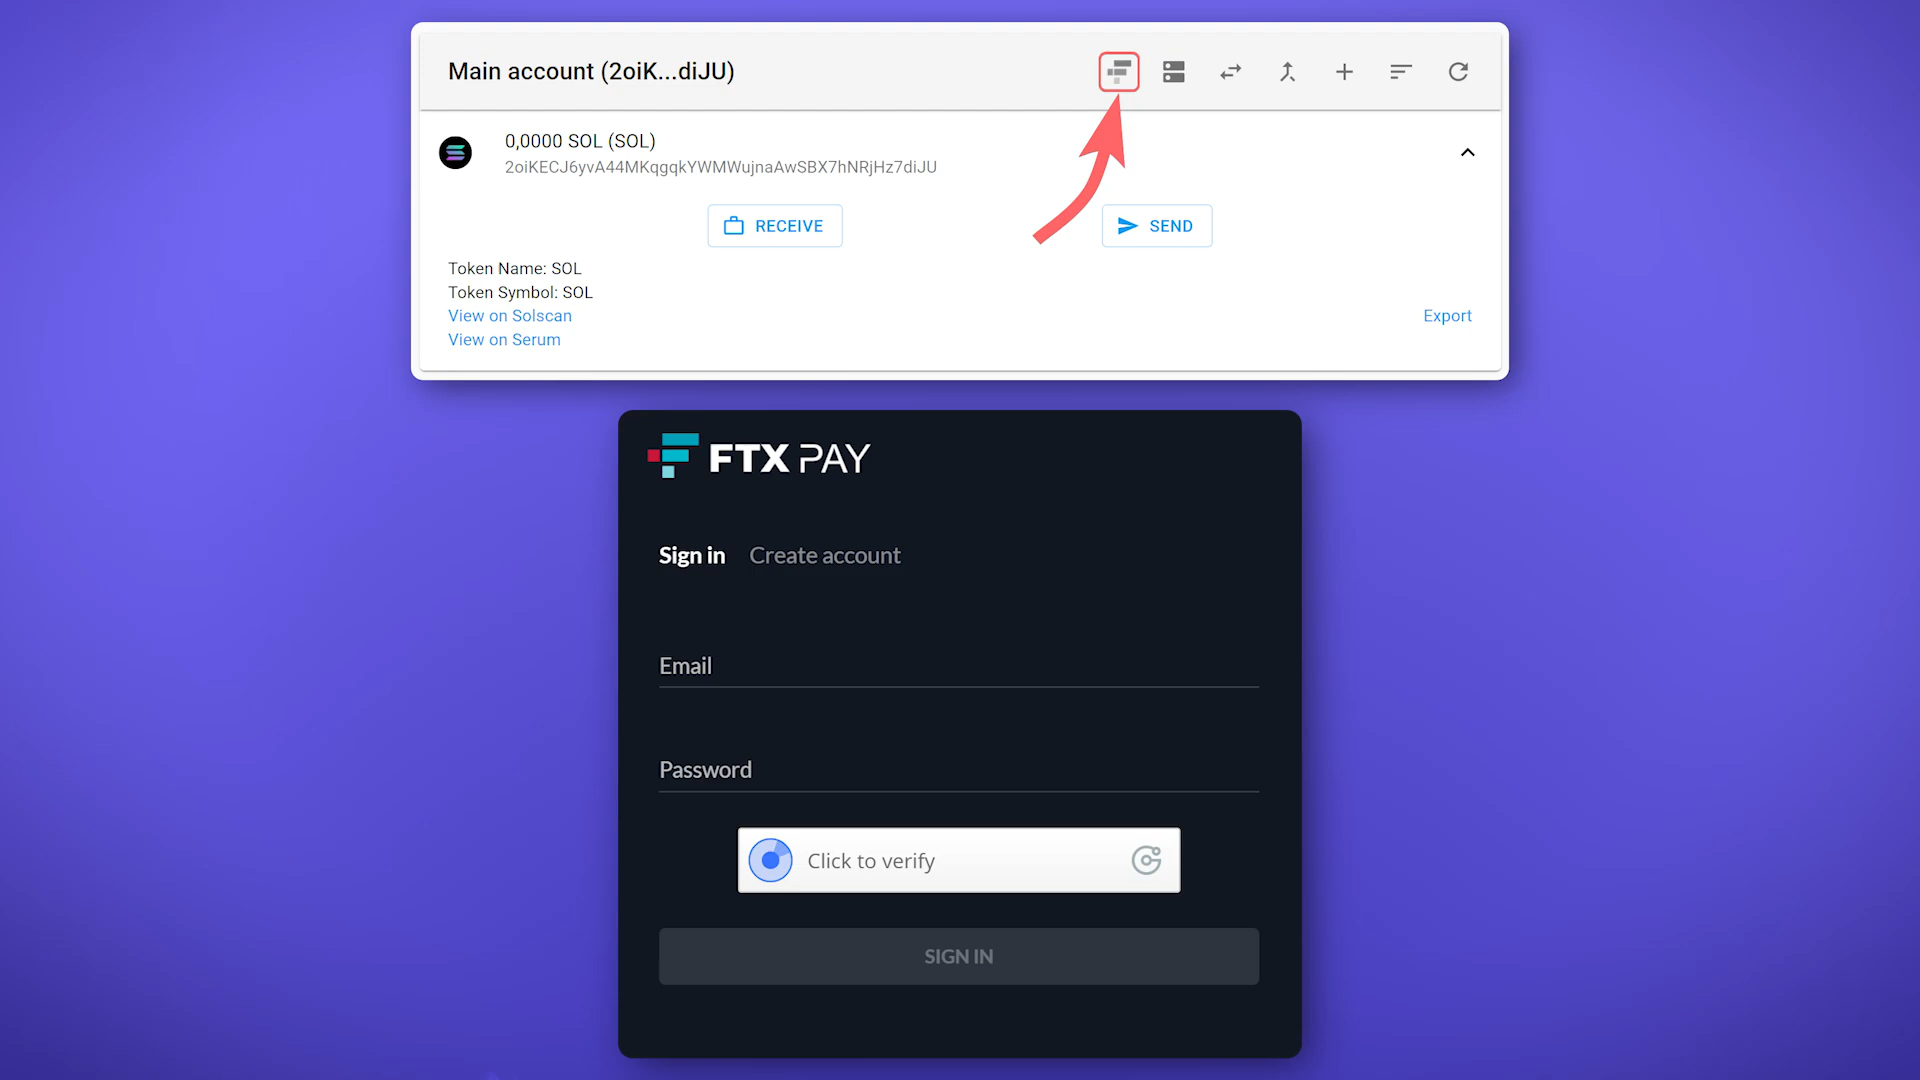 Main account (2oiK...diJU)
0,0000 SOL (SOL)
2oiKECJ6yvA44MKqgqkYWMWujnaAwSBX7hNRjHz7diJU
RECEIVE
SEND
Token Name: SOL
Token Symbol: SOL
View on Solscan
Export
View on Serum
FTX PAY
Sign in
Create account
Email
Password
Click to verify
SIGN IN